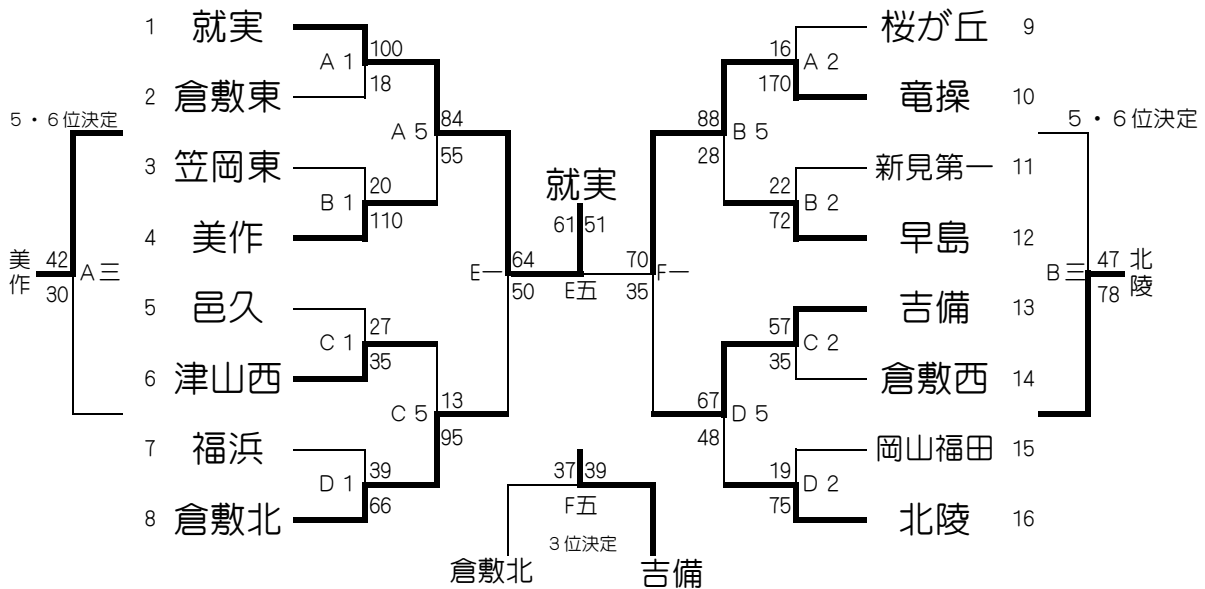 1 就実
100
A 1
18
2 倉敷東
5・6位決定
84
A 5
55
3 笠岡東
20
B 1
110
4 美作
美作
42
A三
30
64
E一
50
5 邑久
27
C 1
35
6 津山西
13
C 5
95
7 福浜
39
D 1
66
8 倉敷北
就実
61 51
E五
37 39
F五
3位決定
倉敷北 吉備
桜が丘 9
16
A 2
170
竜操 10
5・6位決定
88
B 5
28
新見第一 11
22
B 2
72
早島 12
70
F一
35
47
B三
78
北陵
吉備 13
57
C 2
35
倉敷西 14
67
D 5
48
岡山福田 15
19
D 2
75
北陵 16